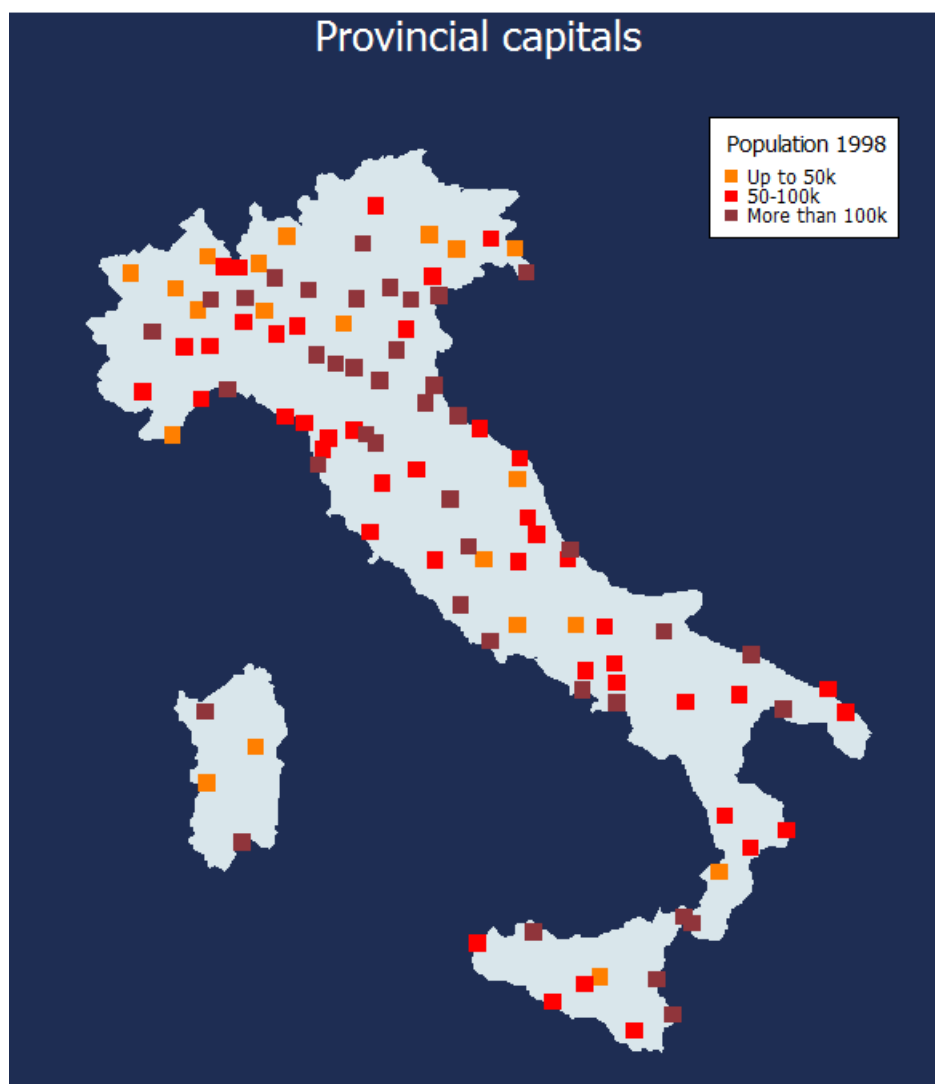 Provincial capitals
Population 1998
Up to 50k
50-100k
More than 100k